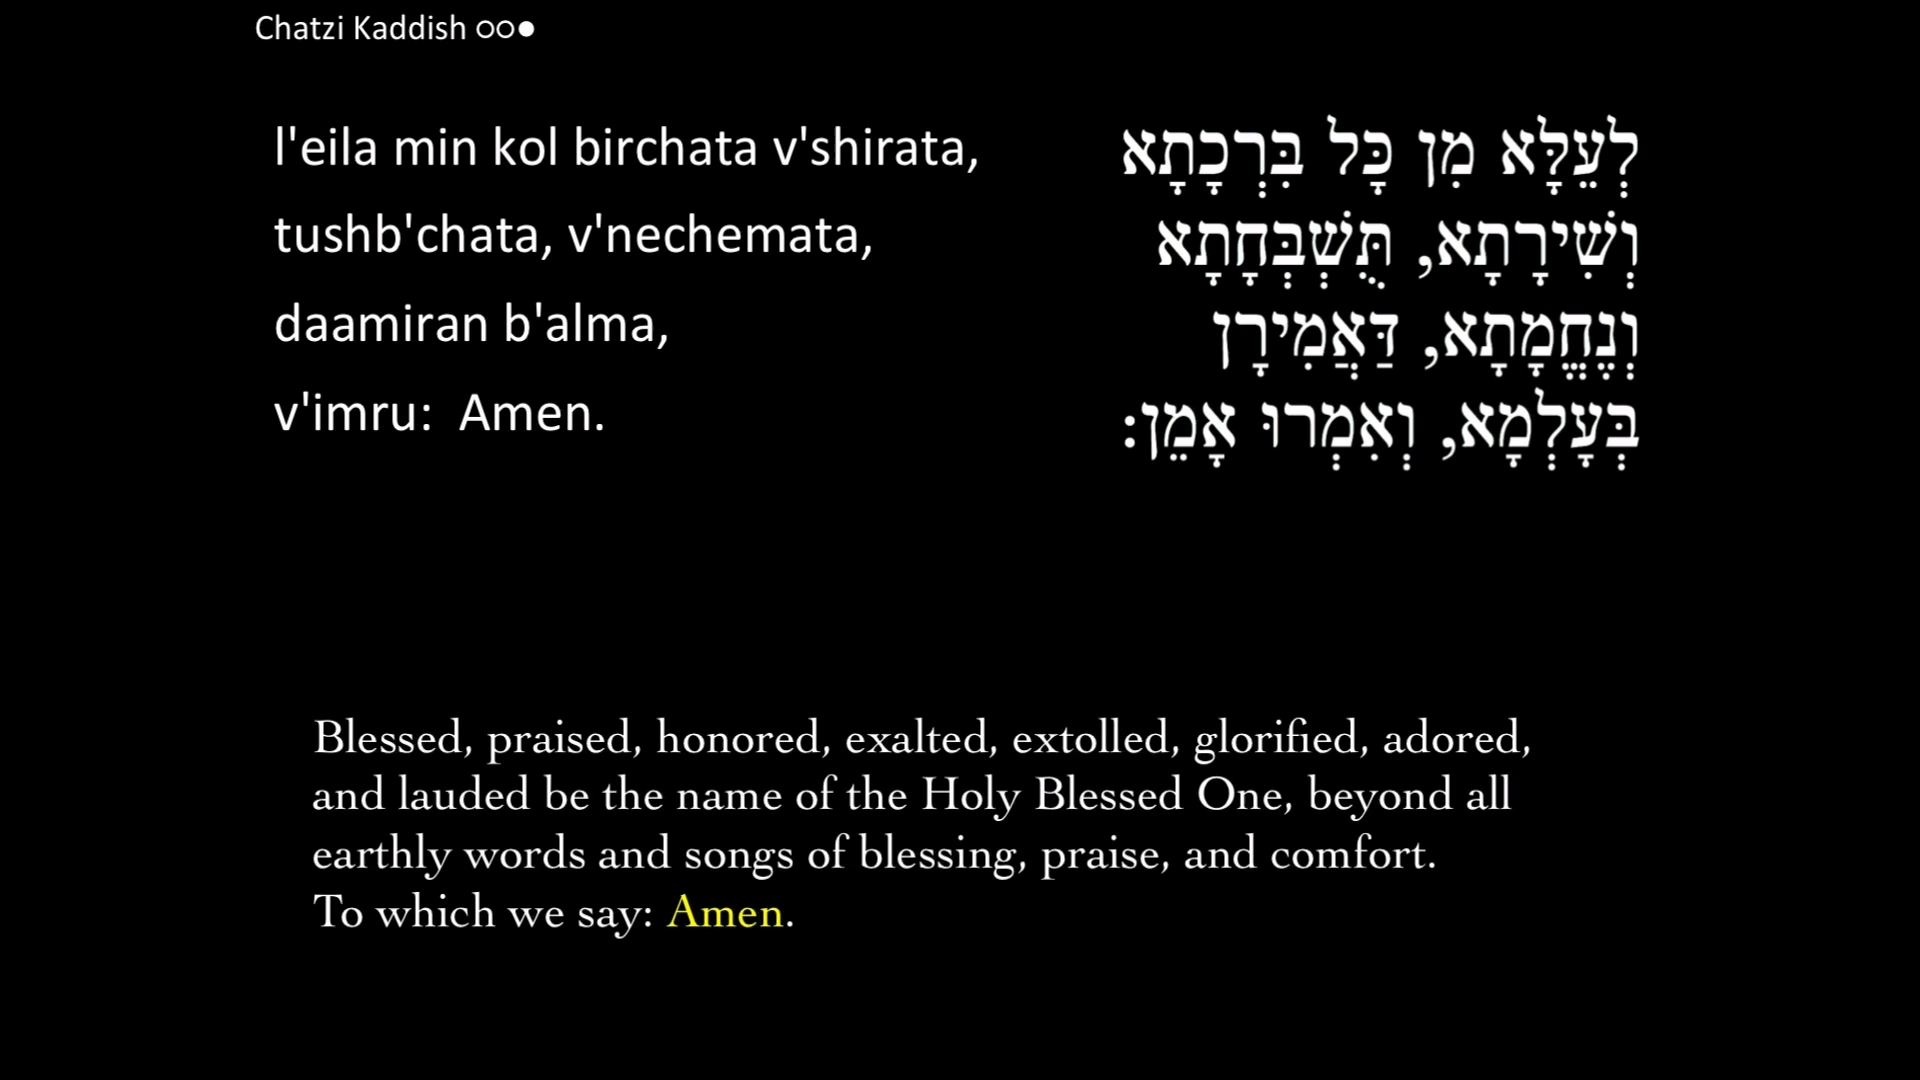 Chatzi Kaddish ○○●
l'eila min kol birchata v'shirata,
tushb'chata, v'nechemata,
daamiran b'alma,
v'imru:  Amen.
לְעֵלָּא מִן כָּל בִּרְכָתָא
וְשִׁירָתָא, תֻּשְׁבְּחָתָא
וְנֶחֱמָתָא, דַּאֲמִירָן
בְּעָלְמָא, וְאִמְרוּ אָמֵן:
Blessed, praised, honored, exalted, extolled, glorified, adored,
and lauded be the name of the Holy Blessed One, beyond all
earthly words and songs of blessing, praise, and comfort.
To which we say: Amen.